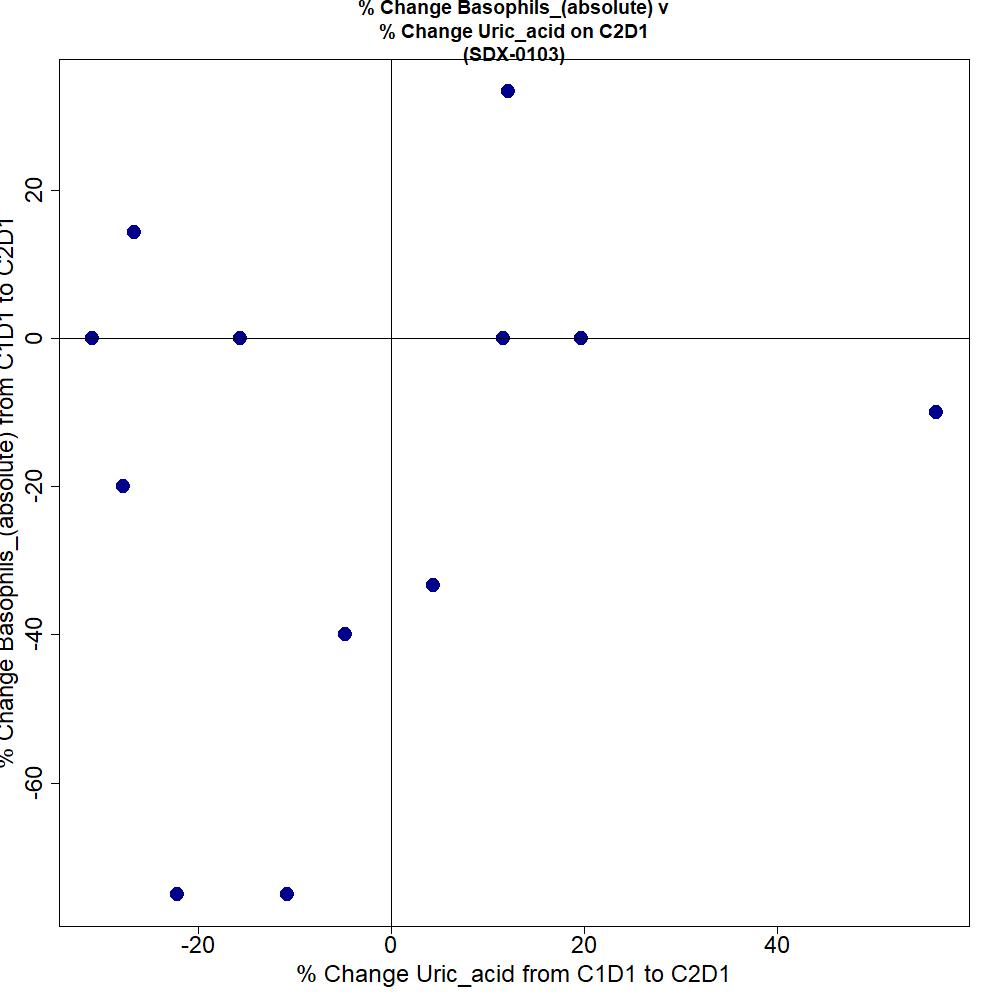 % Change Basophils_(absolute) v
% Change Uric_acid on C2D1
(SDX-0103)
% Change Basophils_(absolute) from C1D1 to C2D1
20
0
-20
-40
-60
-20
0
20
40
% Change Uric_acid from C1D1 to C2D1